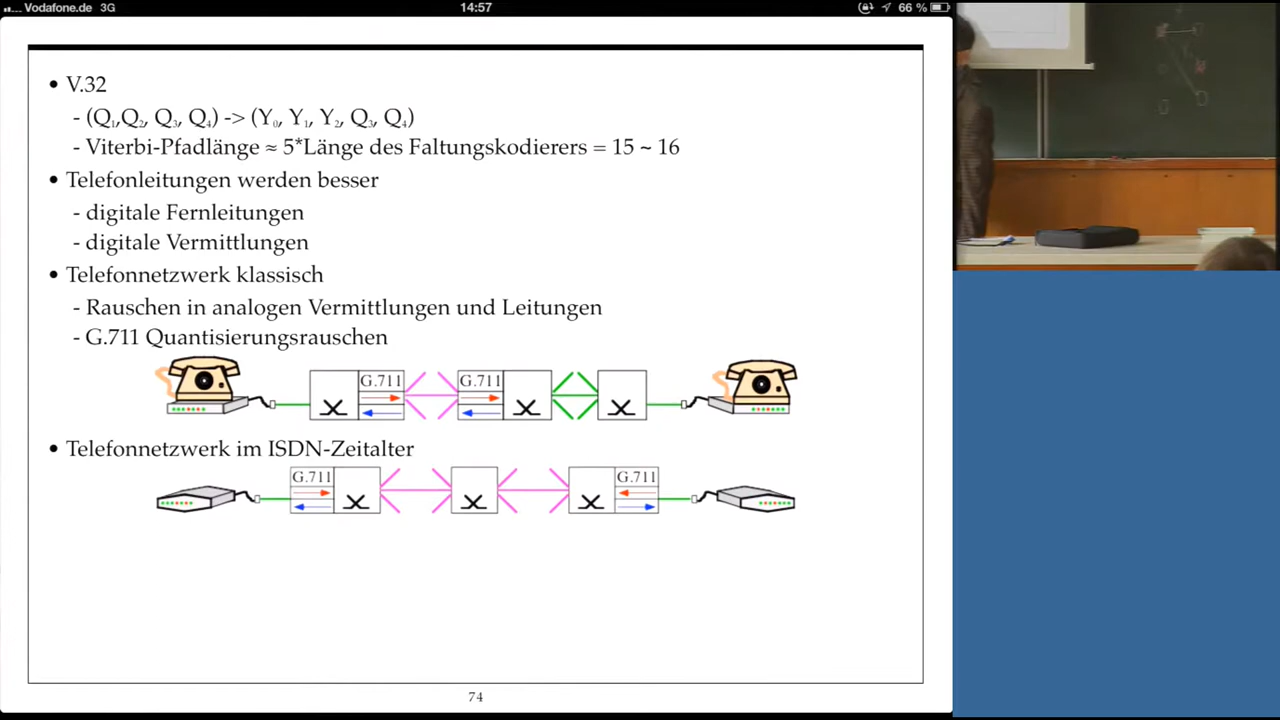 Vodafone.de 3G 14:57 66 %
• V.32
- (Q₁,Q₂, Q₃, Q₄) -> (Y₀, Y₁, Y₂, Q₃, Q₄)
- Viterbi-Pfadlänge ≈ 5*Länge des Faltungskodierers = 15 ~ 16
• Telefonleitungen werden besser
- digitale Fernleitungen
- digitale Vermittlungen
• Telefonnetzwerk klassisch
- Rauschen in analogen Vermittlungen und Leitungen
- G.711 Quantisierungsrauschen
G.711 G.711
• Telefonnetzwerk im ISDN-Zeitalter
G.711 G.711
74